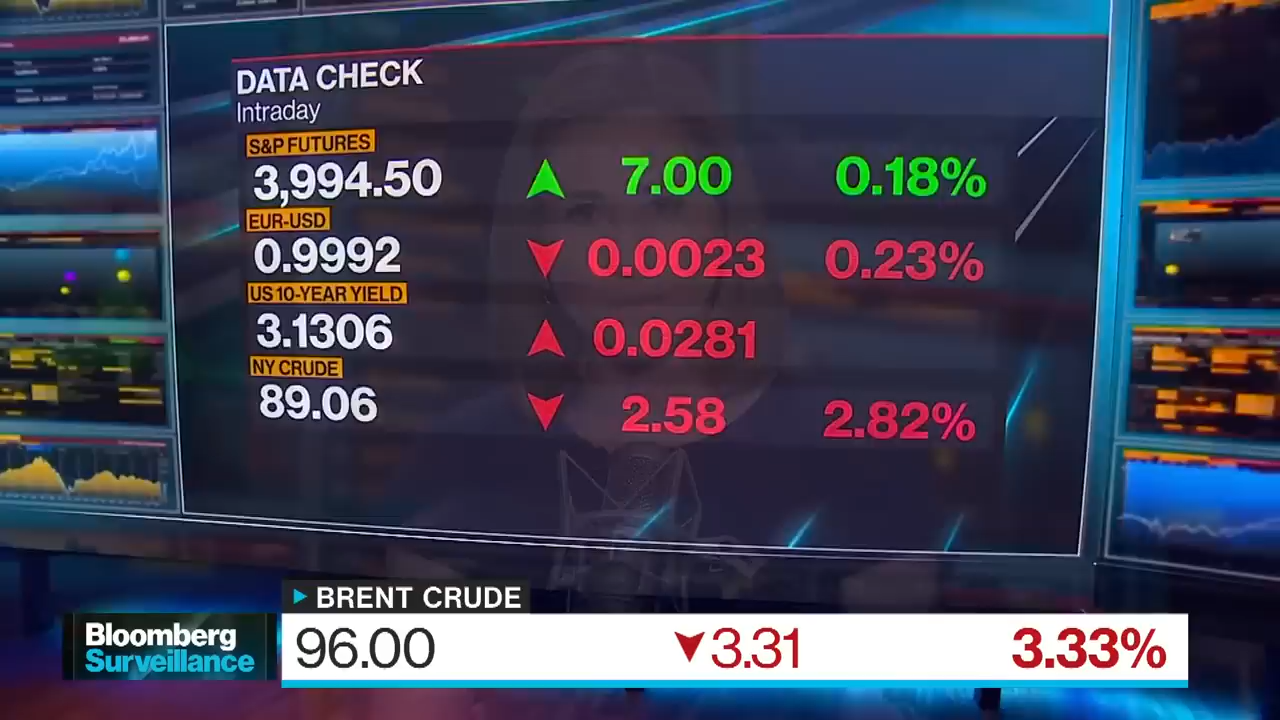 DATA CHECK
Intraday
S&P FUTURES
3,994.50 ▲ 7.00 0.18%
EUR-USD
0.9992 ▼ 0.0023 0.23%
US 10-YEAR YIELD
3.1306 ▲ 0.0281
NY CRUDE
89.06 ▼ 2.58 2.82%
BRENT CRUDE
Bloomberg
Surveillance
96.00 ▼ 3.31 3.33%